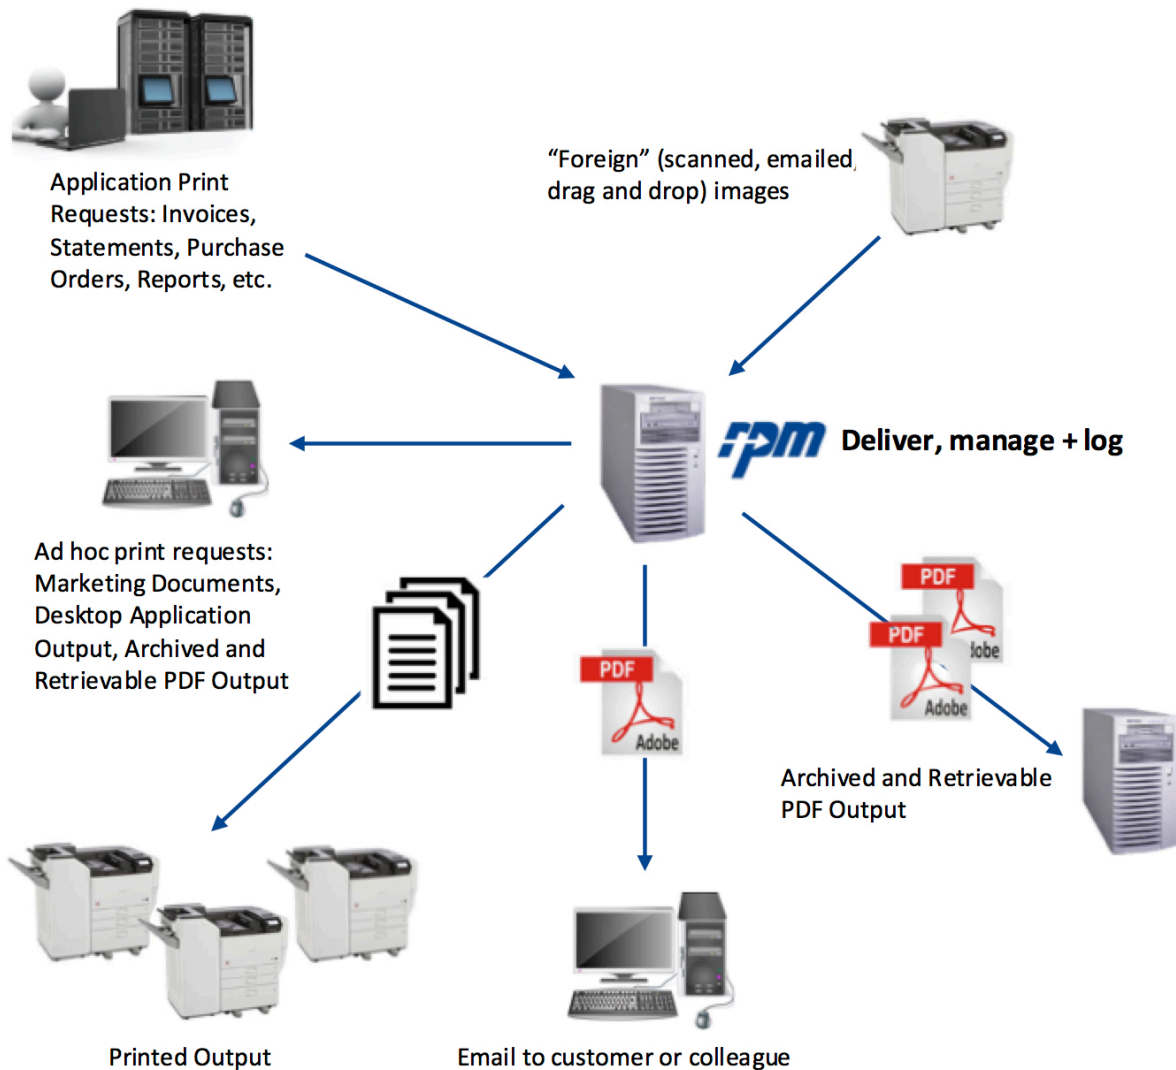 Application Print
Requests: Invoices,
Statements, Purchase
Orders, Reports, etc.
“Foreign” (scanned, emailed,
drag and drop) images
rpm
Deliver, manage + log
Ad hoc print requests:
Marketing Documents,
Desktop Application
Output, Archived and
Retrievable PDF Output
PDF
Adobe
PDF
dobe
PDF
Adobe
Archived and Retrievable
PDF Output
Printed Output
Email to customer or colleague